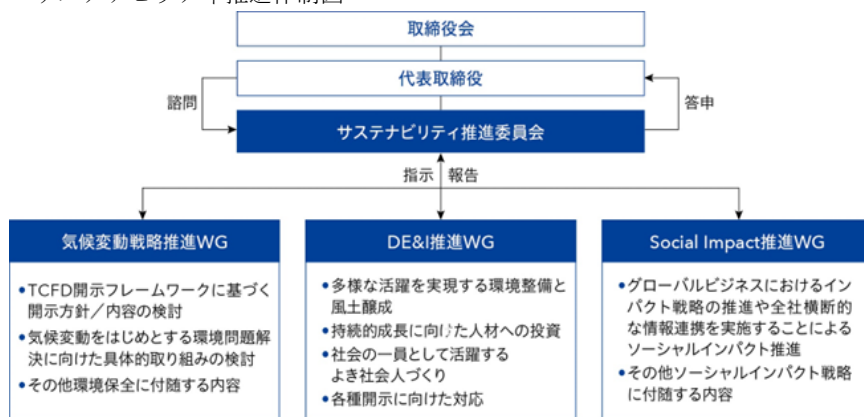 サステナビリティ推進体制図
取締役会
代表取締役
諮問
答申
サステナビリティ推進委員会
指示 報告
気候変動戦略推進WG
•TCFD開示フレームワークに基づく
開示方針／内容の検討
•気候変動をはじめとする環境問題解
決に向けた具体的取り組みの検討
•その他環境保全に付随する内容
DE&I推進WG
•多様な活躍を実現する環境整備と
風土醸成
•持続的成長に向けた人材への投資
•社会の一員として活躍する
よき社会人づくり
•各種開示に向けた対応
Social Impact推進WG
•グローバルビジネスにおけるイン
パクト戦略の推進や全社横断的
な情報連携を実施することによる
ソーシャルインパクト推進
•その他ソーシャルインパクト戦略
に付随する内容